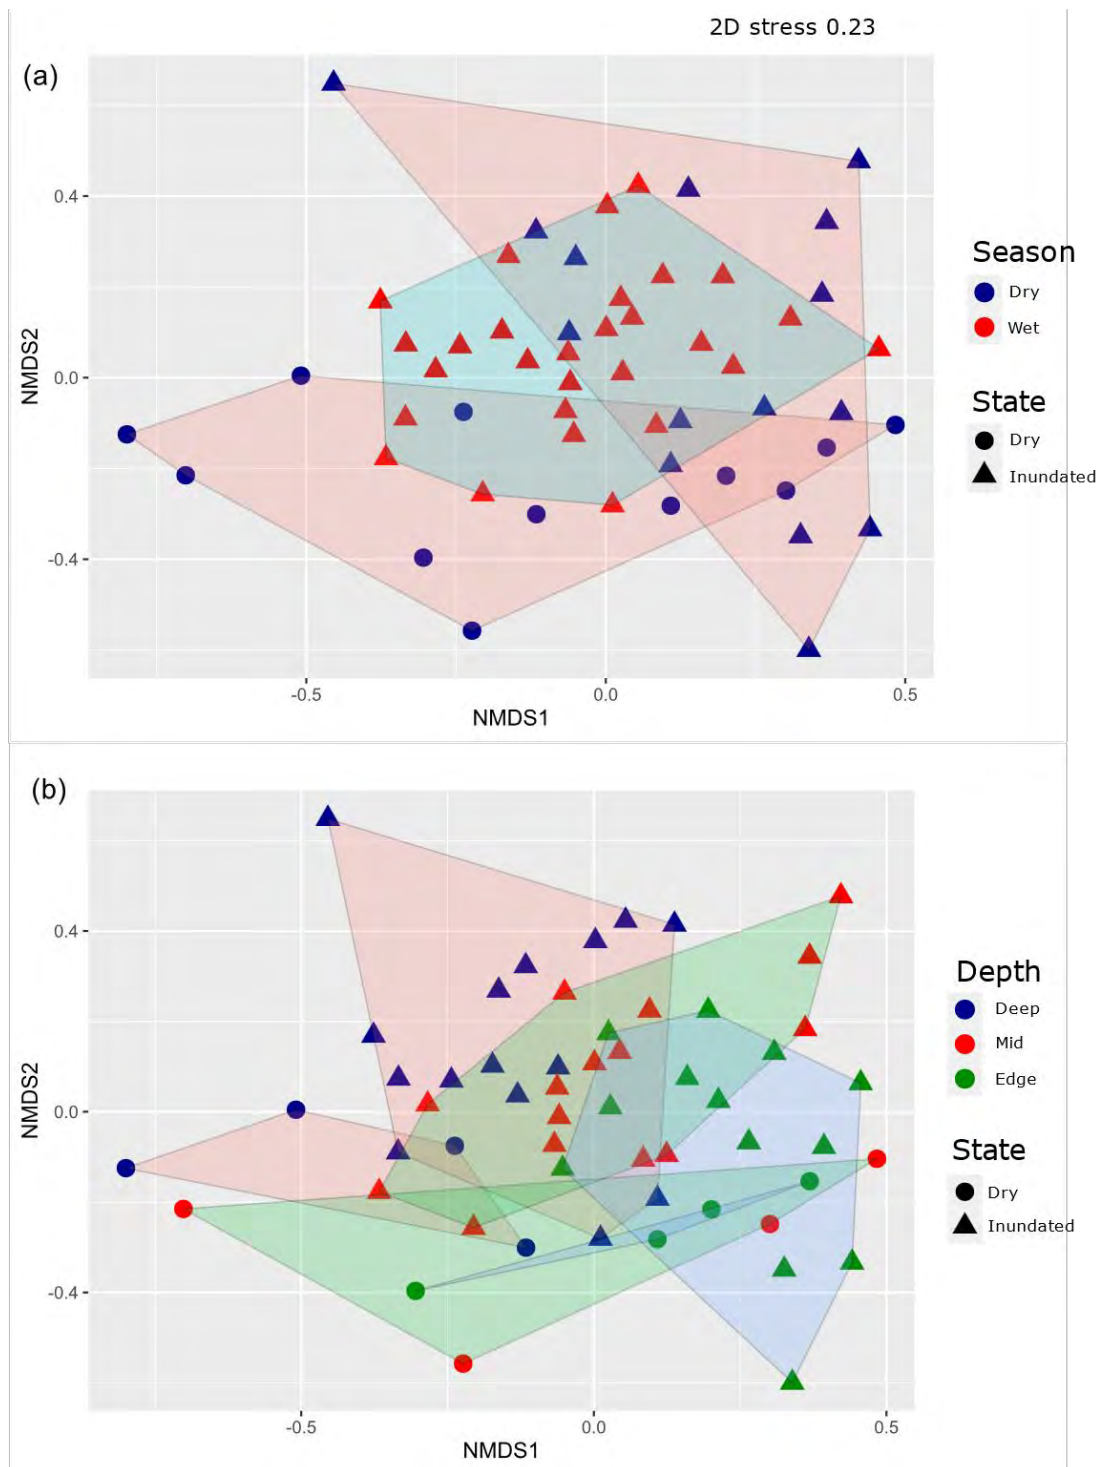 2D stress 0.23
(a)
0.4
0.0
-0.4
NMDS2
-0.5
0.0
0.5
NMDS1
Season
Dry
Wet
State
Dry
Inundated
(b)
0.4
0.0
-0.4
NMDS2
-0.5
0.0
0.5
NMDS1
Depth
Deep
Mid
Edge
State
Dry
Inundated